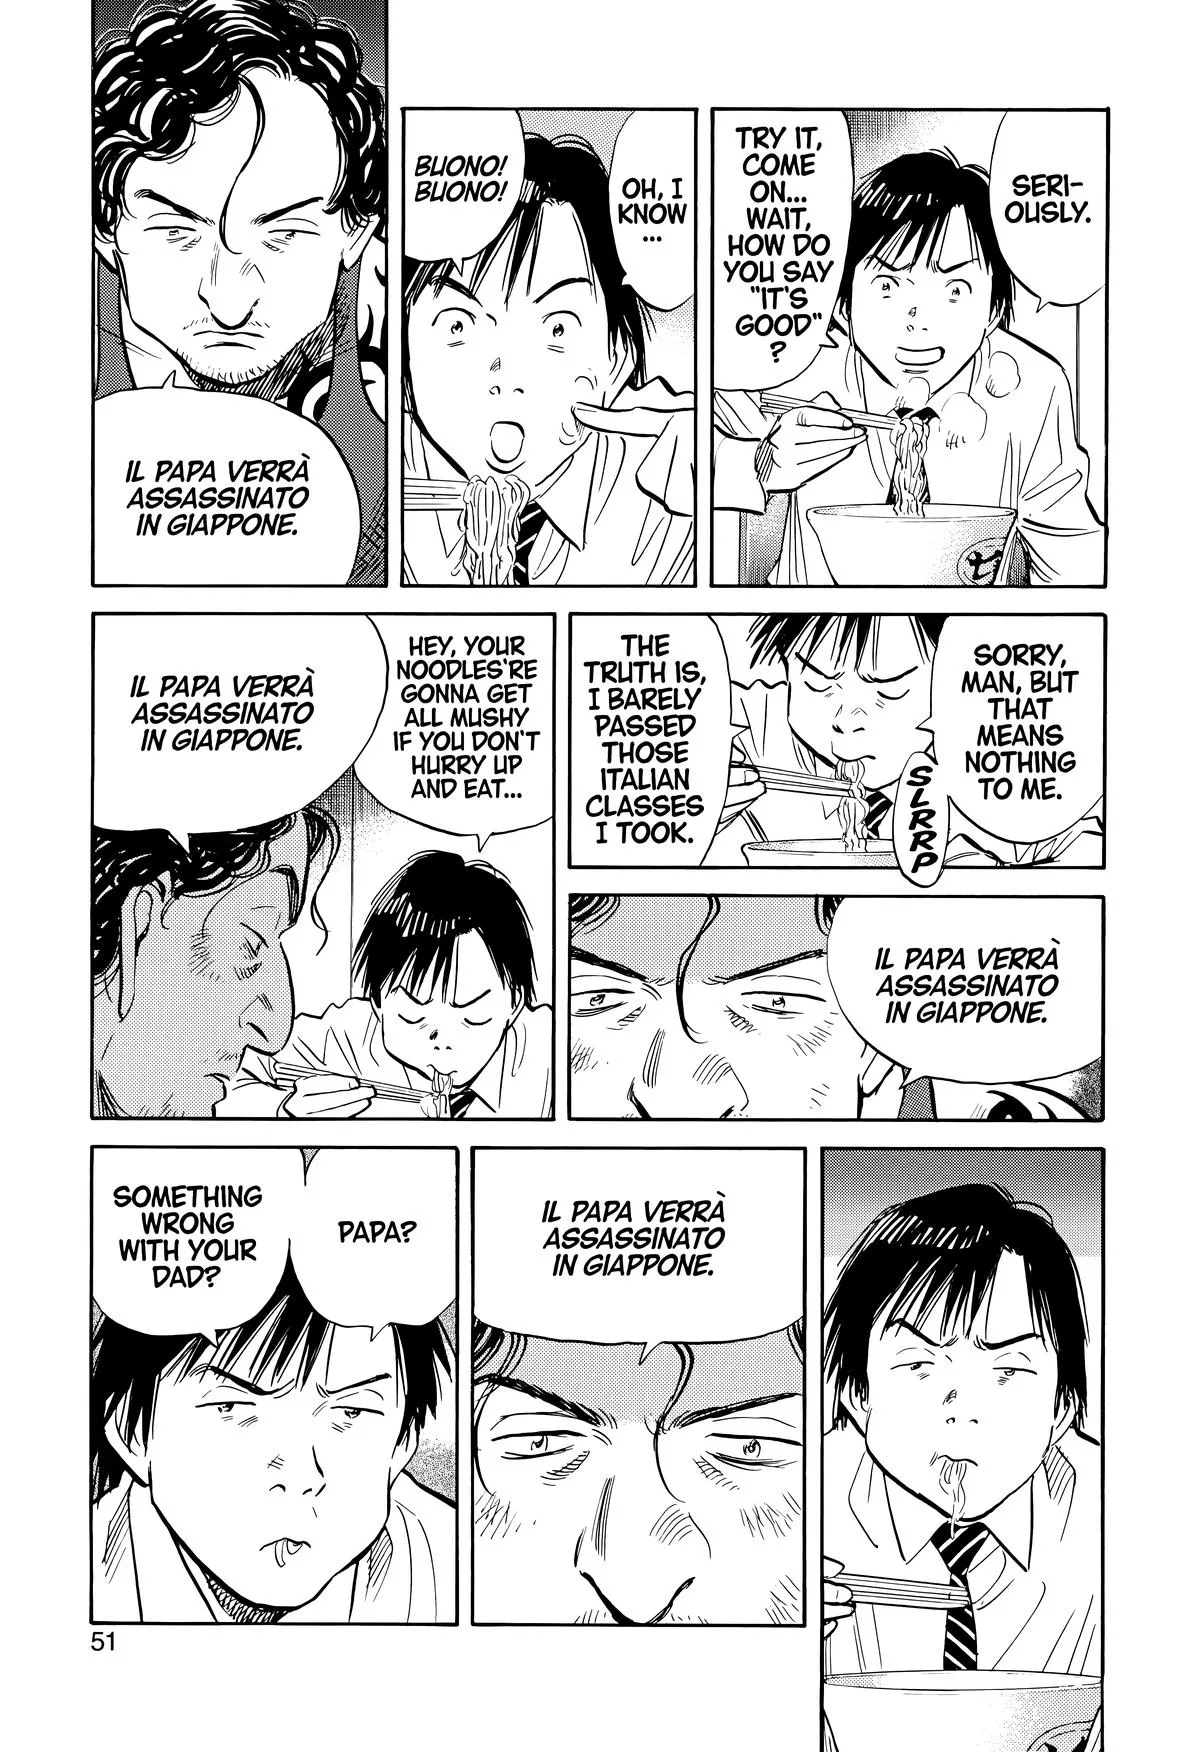 SERI-
OUSLY.
TRY IT,
COME
ON...
WAIT,
HOW DO
YOU SAY
"IT'S
GOOD"
?
OH, I
KNOW
...
BUONO!
BUONO!
IL PAPA VERRÀ
ASSASSINATO
IN GIAPPONE.
SORRY,
MAN, BUT
THAT
MEANS
NOTHING
TO ME.
SLRRP
THE
TRUTH IS,
I BARELY
PASSED
THOSE
ITALIAN
CLASSES
I TOOK.
IL PAPA VERRÀ
ASSASSINATO
IN GIAPPONE.
HEY, YOUR
NOODLES'RE
GONNA GET
ALL MUSHY
IF YOU DON'T
HURRY UP
AND EAT...
IL PAPA VERRÀ
ASSASSINATO
IN GIAPPONE.
IL PAPA VERRÀ
ASSASSINATO
IN GIAPPONE.
PAPA?
SOMETHING
WRONG
WITH YOUR
DAD?
51